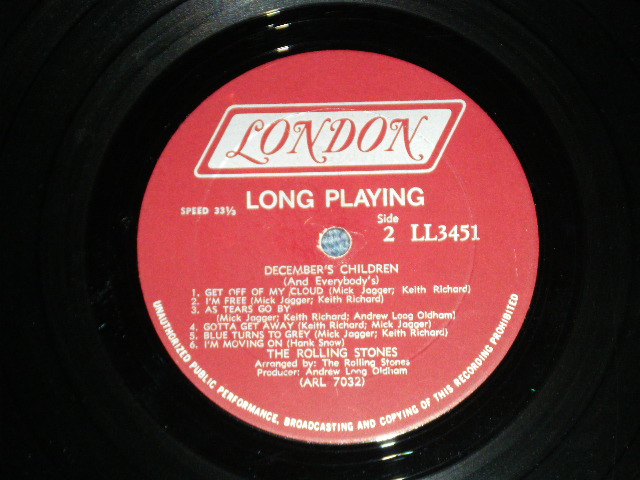 LONDON
LONG PLAYING
SPEED 33⅓
Side
2 LL3451
DECEMBER'S CHILDREN
(And Everybody's)
1. GET OFF OF MY CLOUD (Mick Jagger; Keith Richard)
2. I'M FREE (Mick Jagger; Keith Richard)
3. AS TEARS GO BY
(Mick Jagger; Keith Richard; Andrew Loog Oldham)
4. GOTTA GET AWAY (Keith Richard; Mick Jagger)
5. BLUE TURNS TO GREY (Mick Jagger; Keith Richard)
6. I'M MOVING ON (Hank Snow)
THE ROLLING STONES
Arranged by: The Rolling Stones
Producer: Andrew Long Oldham
(ARL 7032)
UNAUTHORIZED PUBLIC PERFORMANCE, BROADCASTING AND COPYING OF THIS RECORDING PROHIBITED